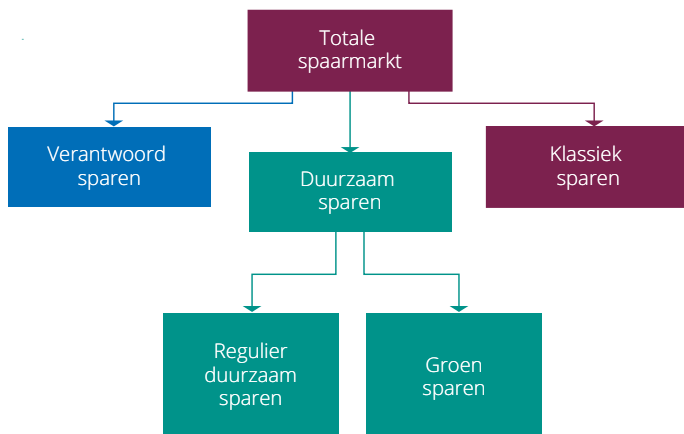 Totale
spaarmarkt
Verantwoord
sparen
Duurzaam
sparen
Klassiek
sparen
Regulier
duurzaam
sparen
Groen
sparen